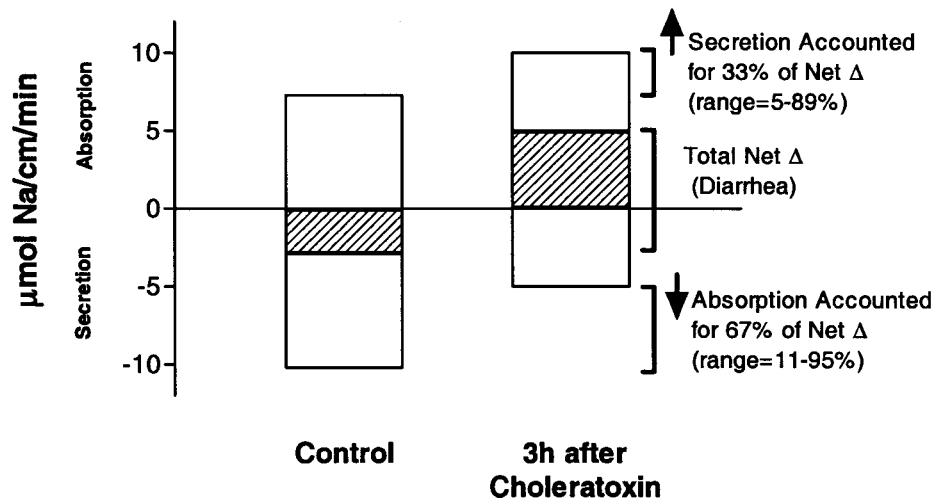 μmol Na/cm/min
Absorption
Secretion
10
5
0
-5
-10
Control
3h after
Choleratoxin
Secretion Accounted
for 33% of Net Δ
(range=5-89%)
Total Net Δ
(Diarrhea)
Absorption Accounted
for 67% of Net Δ
(range=11-95%)